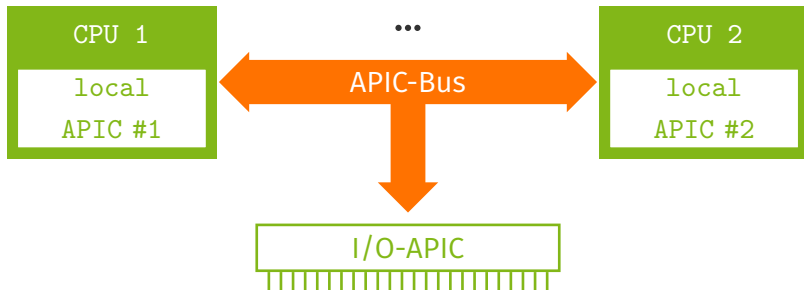 CPU 1
local
APIC #1
...
APIC-Bus
CPU 2
local
APIC #2
I/O-APIC